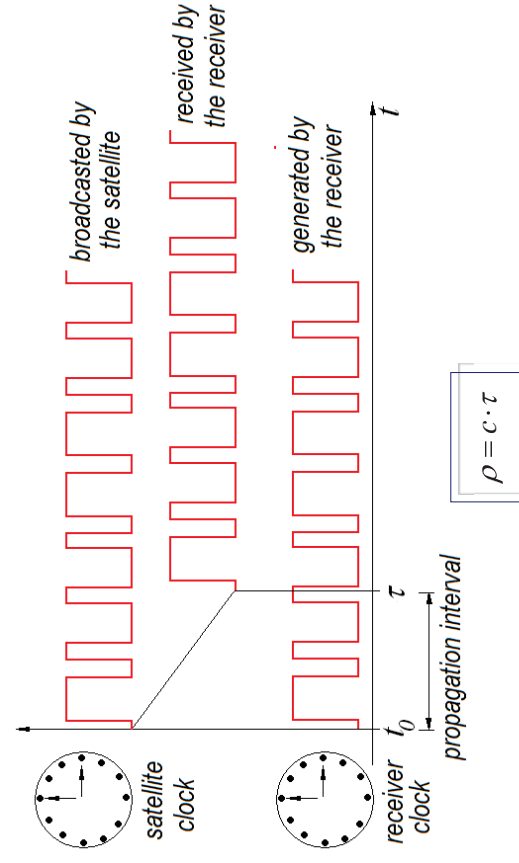 broadcasted by
the satellite
received by
the receiver
generated by
the receiver
satellite
clock
receiver
clock
t₀
τ
t
propagation interval
ρ = c · τ